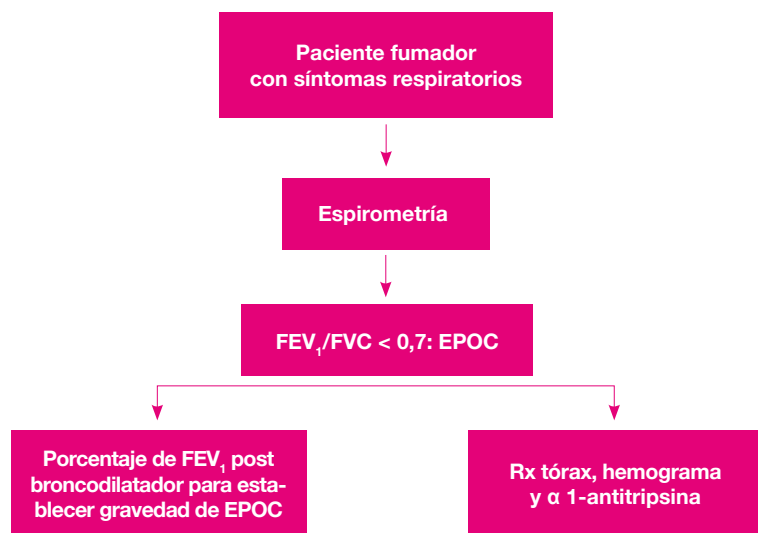 Paciente fumador
con síntomas respiratorios
Espirometría
FEV₁/FVC < 0,7: EPOC
Porcentaje de FEV₁ post
broncodilatador para esta-
blecer gravedad de EPOC
Rx tórax, hemograma
y α 1-antitripsina